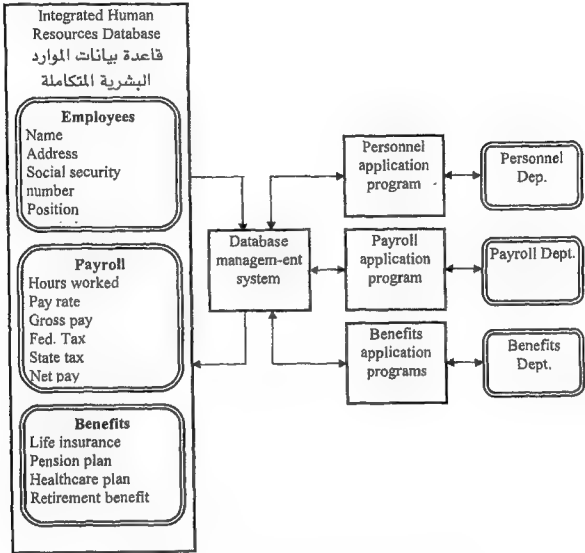 Integrated Human
Resources Database
قاعدة بيانات الموارد
البشرية المتكاملة
Employees
Name
Address
Social security
number
Position
Payroll
Hours worked
Pay rate
Gross pay
Fed. Tax
State tax
Net pay
Benefits
Life insurance
Pension plan
Healthcare plan
Retirement benefit
Database
managem-ent
system
Personnel
application
program
Payroll
application
program
Benefits
application
programs
Personnel
Dep.
Payroll Dept.
Benefits
Dept.